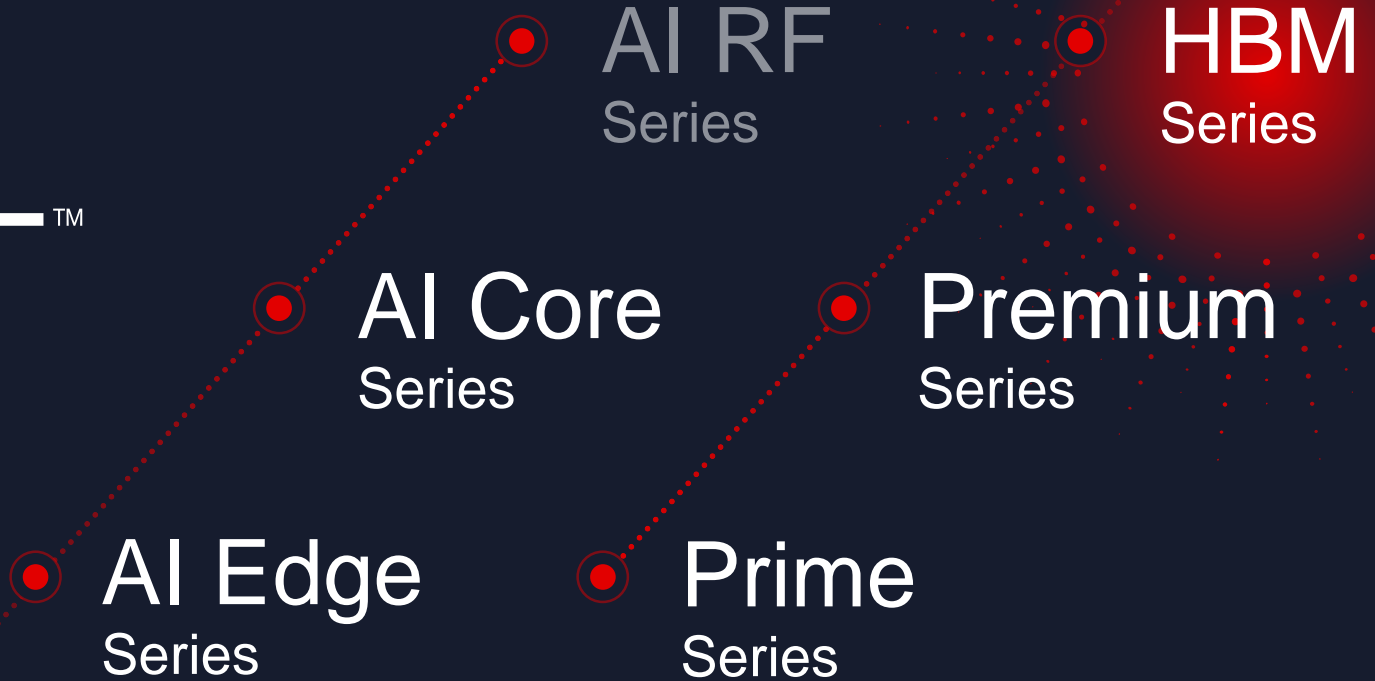 AI RF
Series
HBM
Series
TM
AI Core
Series
Premium
Series
AI Edge
Series
Prime
Series